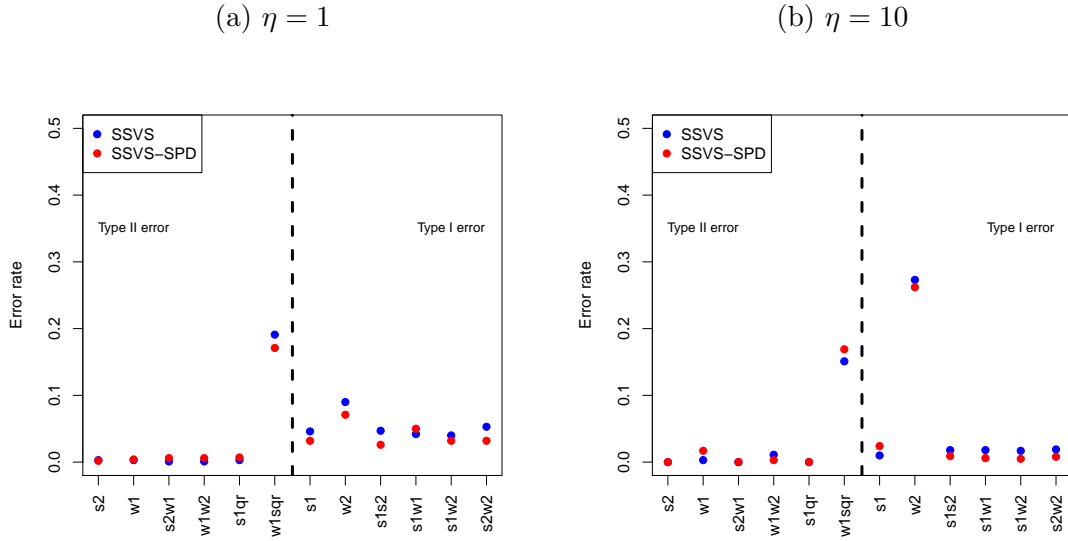 (a) η = 1
SSVS
SSVS−SPD
Type II error
Type I error
Error rate
0.0
0.1
0.2
0.3
0.4
0.5
s2
w1
s2w1
w1w2
s1qr
w1sqr
s1
w2
s1s2
s1w1
s1w2
s2w2
(b) η = 10
SSVS
SSVS−SPD
Type II error
Type I error
Error rate
0.0
0.1
0.2
0.3
0.4
0.5
s2
w1
s2w1
w1w2
s1qr
w1sqr
s1
w2
s1s2
s1w1
s1w2
s2w2